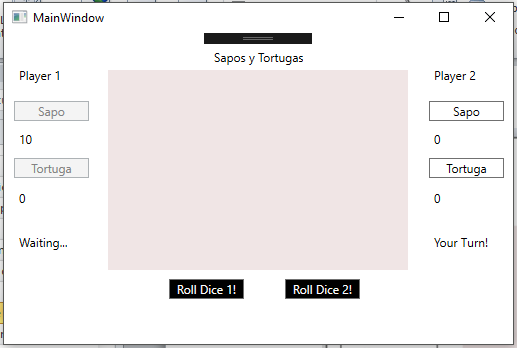 MainWindow
Sapos y Tortugas
Player 1
Player 2
Sapo
Sapo
10
0
Tortuga
Tortuga
0
0
Waiting...
Your Turn!
Roll Dice 1!
Roll Dice 2!